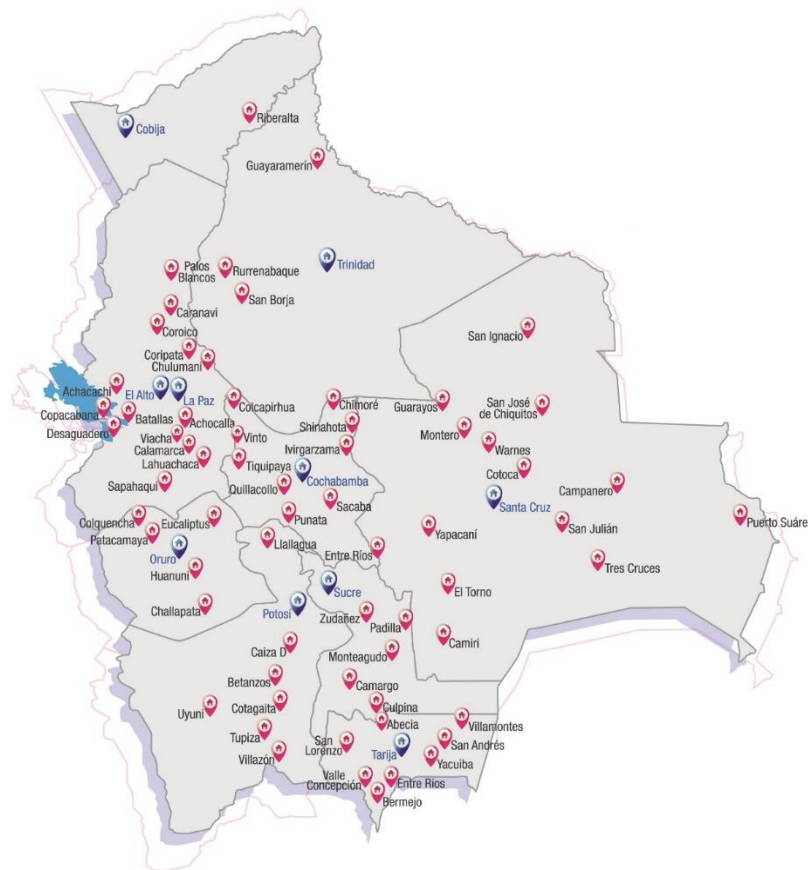 Riberalta
Cobija
Guayaramerín
Trinidad
Palos
Blancos
Rurrenabaque
San Borja
Caranavi
Coroico
San Ignacio
Coripata
Chulumani
Achacachi
El Alto
La Paz
Colcapirhua
Chimoré
Guarayos
San José
de Chiquitos
Copacabana
Batallas
Achocalla
Desaguadero
Shinahota
Montero
Viacha
Vinto
Warnes
Calamarca
Ivirgarzama
Lahuachaca
Tiquipaya
Cotoca
Sapahaqui
Quillacollo
Cochabamba
Campanero
Sacaba
Santa Cruz
Colquencha
Eucaliptus
Punata
San Julián
Puerto Suáre
Patacamaya
Yapacaní
Llallagua
Oruro
Entre Ríos
Huanuni
Tres Cruces
Sucre
El Torno
Challapata
Potosí
Zudañez
Padilla
Camiri
Caiza D
Monteagudo
Betanzos
Camargo
Uyuni
Cotagaita
Culpina
Abecia
Villamontes
Tupiza
San
Lorenzo
Tarija
San Andrés
Villazón
Yacuiba
Valle
Concepción
Entre Ríos
Bermejo